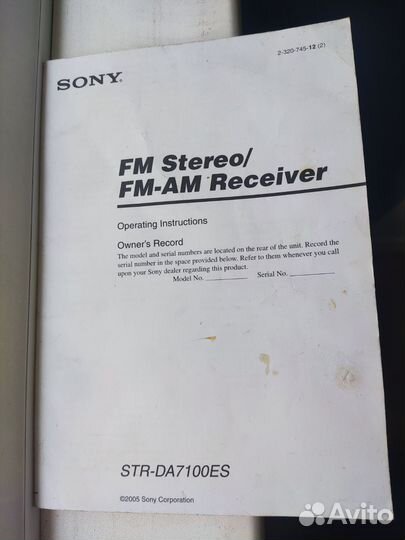 2-320-745-12 (2)
SONY®
FM Stereo/
FM-AM Receiver
Operating Instructions
Owner's Record
The model and serial numbers are located on the rear of the unit. Record the
serial number in the space provided below. Refer to them whenever you call
upon your Sony dealer regarding this product.
Model No. ____________ Serial No. ____________
STR-DA7100ES
©2005 Sony Corporation
Avito